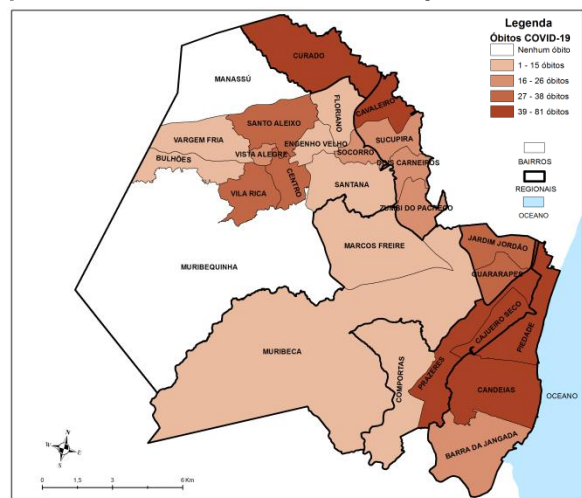 Legenda
Óbitos COVID-19
Nenhum óbito
1 - 15 óbitos
16 - 26 óbitos
27 - 38 óbitos
39 - 81 óbitos
BAIRROS
REGIONAIS
OCEANO
CURADO
MANASSÚ
CAVALEIRO
FLORIANO
SANTO ALEIXO
SUCUPIRA
VARGEM FRIA
ENGENHO VELHO
SOCORRO
DOIS CARNEIROS
VISTA ALEGRE
BULHÕES
CENTRO
VILA RICA
SANTANA
ZUMBI DO PACHECO
MURIBEQUINHA
MARCOS FREIRE
JARDIM JORDÃO
GUARARAPES
CAJUEIRO SECO
PIEDADE
MURIBECA
COMPORTAS
PRAZERES
CANDEIAS
OCEANO
BARRA DA JANGADA
N
W
E
S
0 1,5 3 6 Km